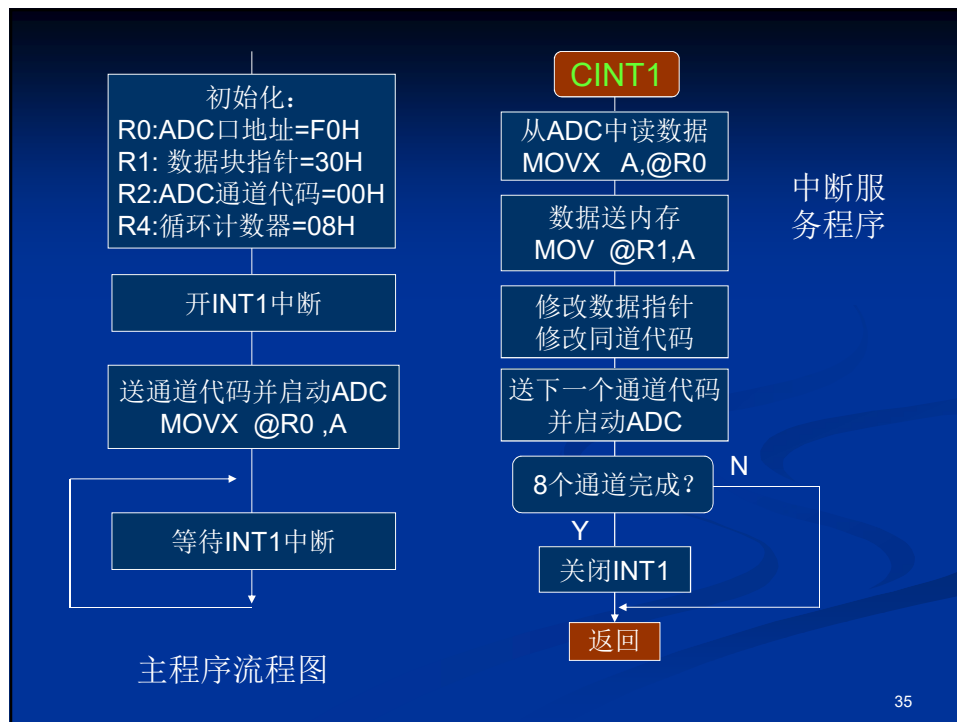 初始化：
R0:ADC口地址=F0H
R1: 数据块指针=30H
R2:ADC通道代码=00H
R4:循环计数器=08H
开INT1中断
送通道代码并启动ADC
MOVX @R0 ,A
等待INT1中断
主程序流程图
CINT1
从ADC中读数据
MOVX A,@R0
数据送内存
MOV @R1,A
修改数据指针
修改同道代码
送下一个通道代码
并启动ADC
8个通道完成？
N
Y
关闭INT1
返回
中断服
务程序
35